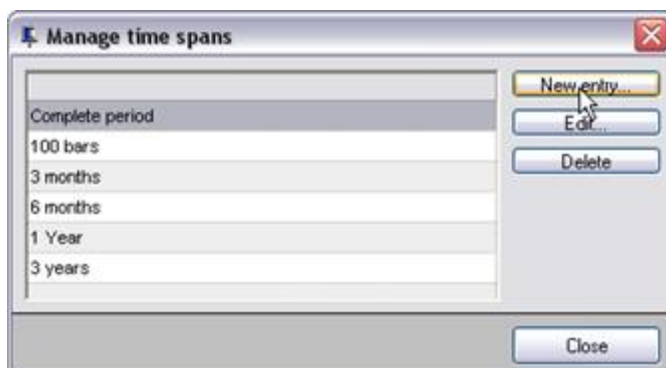 Manage time spans
New entry...
Complete period
Edit...
100 bars
Delete
3 months
6 months
1 Year
3 years
Close